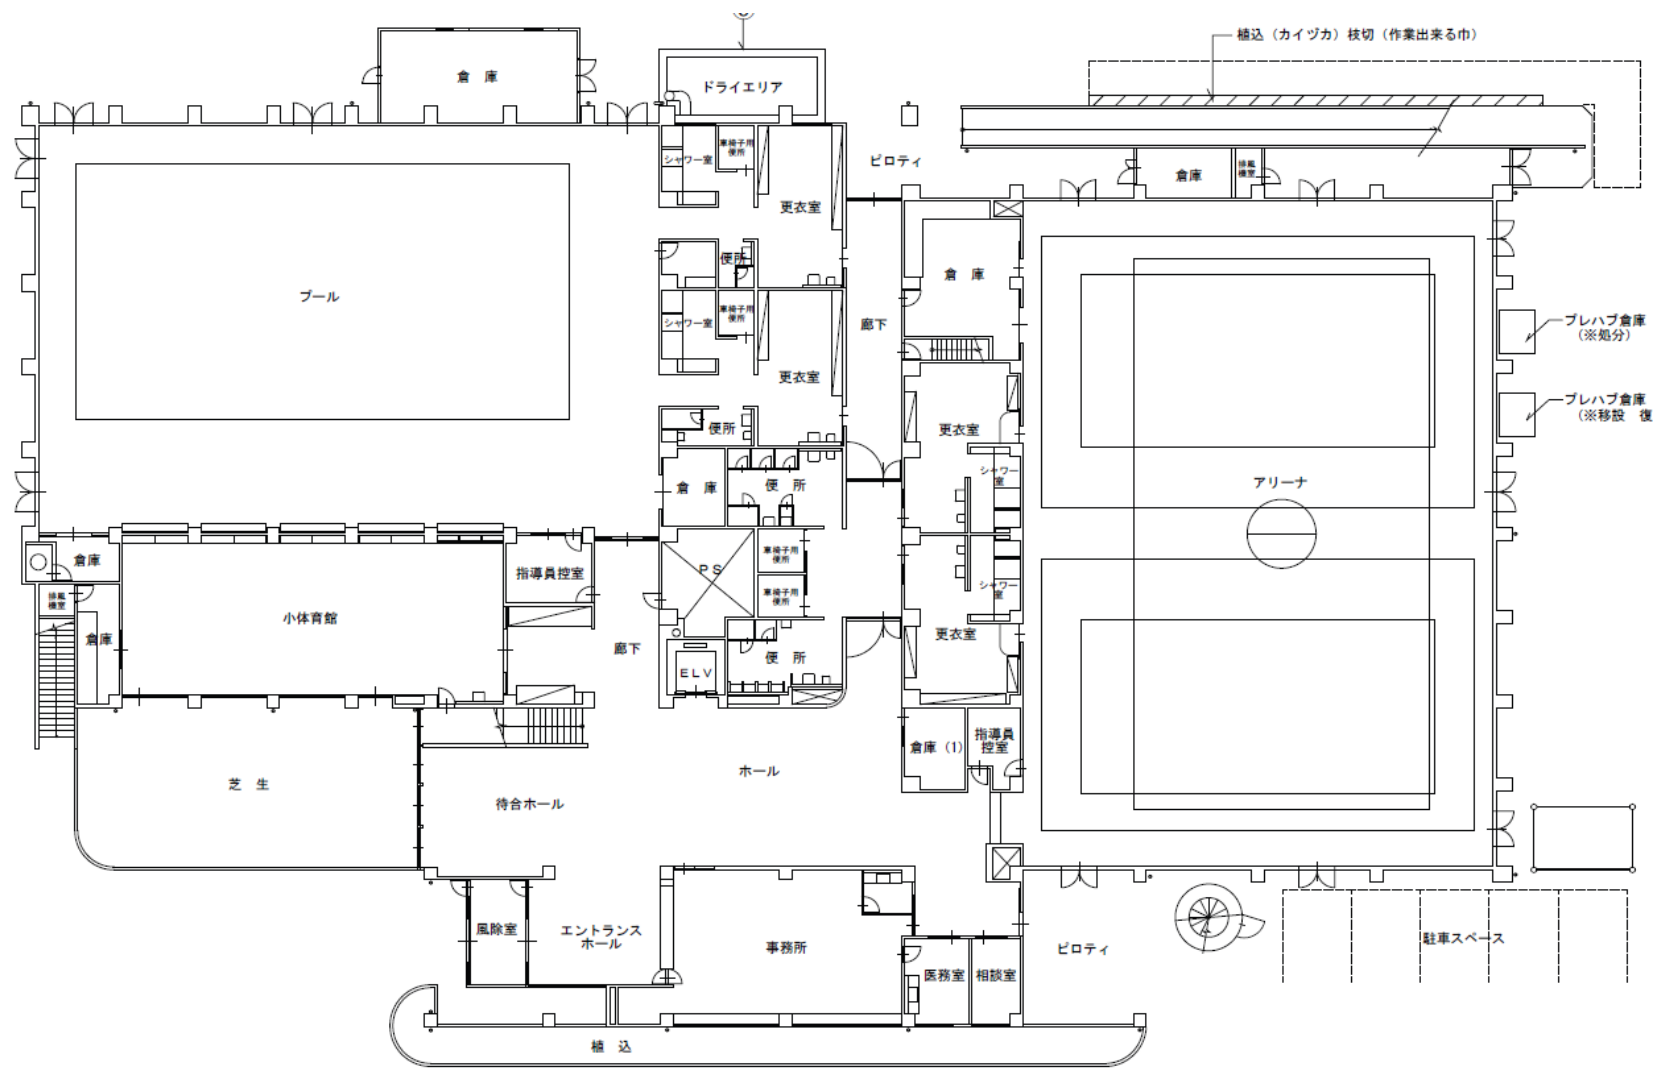 植込（カイヅカ）枝切（作業出来る巾）
倉　庫
ドライエリア
シャワー室
車椅子用
便所
更衣室
ピロティ
倉庫
排風
機室
便所
倉　庫
プール
シャワー室
車椅子用
便所
廊下
プレハブ倉庫
（※処分）
更衣室
プレハブ倉庫
（※移設　復
便所
更衣室
シャワー
室
アリーナ
倉　庫
便　所
倉庫
指導員控室
PS
車椅子用
便所
車椅子用
便所
シャワー
室
排風
機室
倉庫
小体育館
廊下
更衣室
便　所
ELV
倉庫（1）
指導員
控室
芝　生
ホール
待合ホール
風除室
エントランス
ホール
事務所
医務室
相談室
ピロティ
駐車スペース
植　込